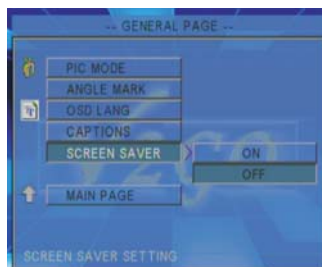 -- GENERAL PAGE --
PIC MODE
ANGLE MARK
OSD LANG
CAPTIONS
SCREEN SAVER
ON
OFF
MAIN PAGE
SCREEN SAVER SETTING